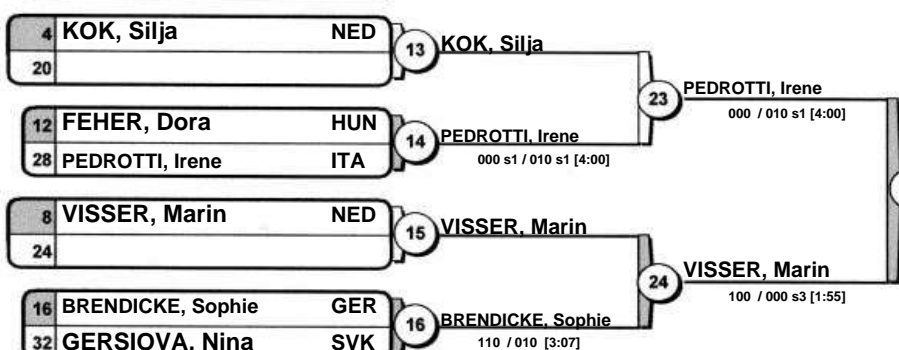 4 KOK, Silja NED
20
13 KOK, Silja
12 FEHER, Dora HUN
28 PEDROTTI, Irene ITA
14 PEDROTTI, Irene
000 s1 / 010 s1 [4:00]
23 PEDROTTI, Irene
000 / 010 s1 [4:00]
8 VISSER, Marin NED
24
15 VISSER, Marin
16 BRENDICKE, Sophie GER
32 GERSIOVA, Nina SVK
16 BRENDICKE, Sophie
110 / 010 [3:07]
24 VISSER, Marin
100 / 000 s3 [1:55]